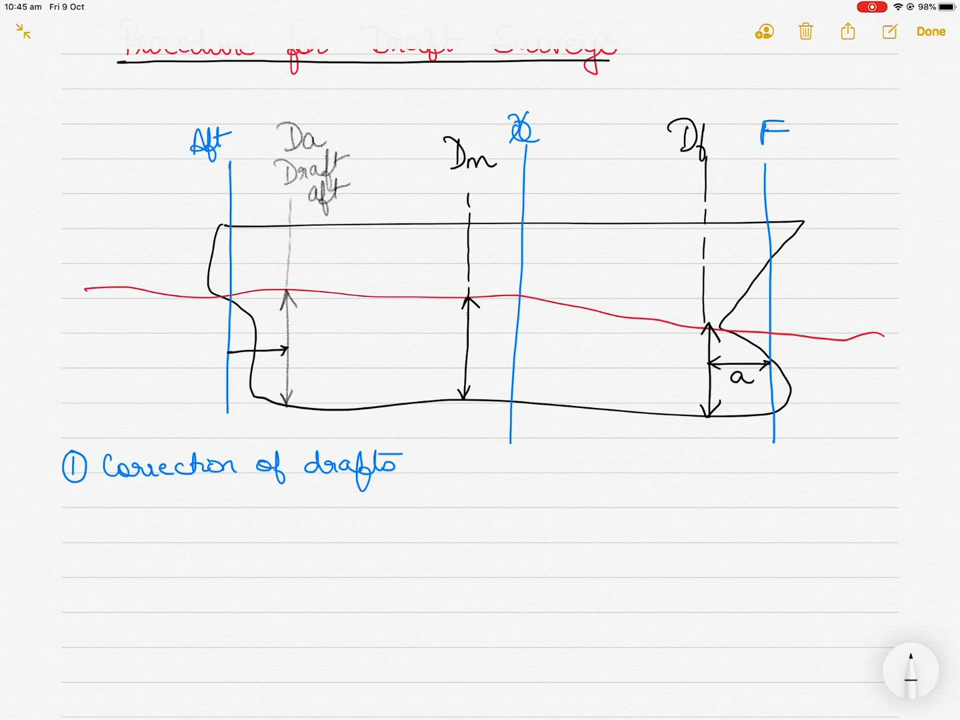 10:45 am Fri 9 Oct
98%
Done
Procedure for Draft Surveys
Aft
Da
Draft
aft
Dm
Df
F
a
① Correction of drafts